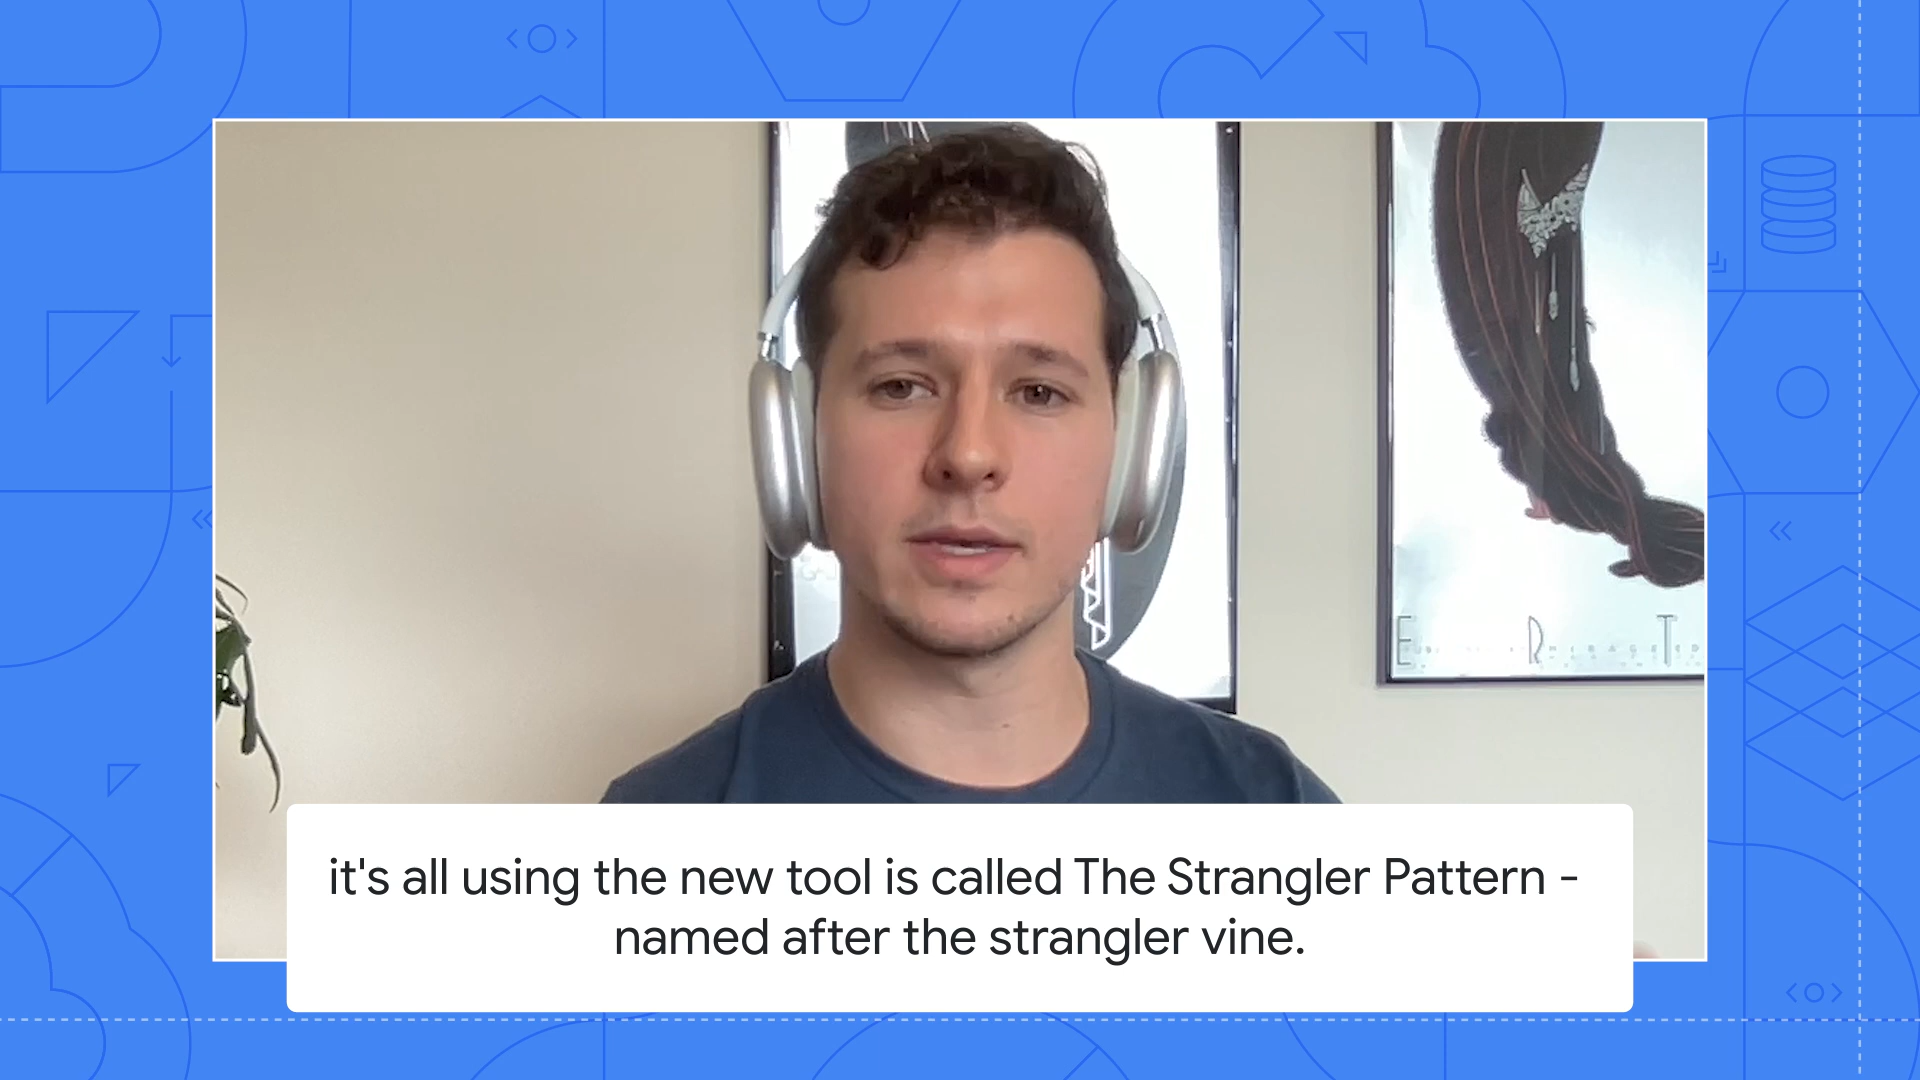 E R T
it's all using the new tool is called The Strangler Pattern -
named after the strangler vine.